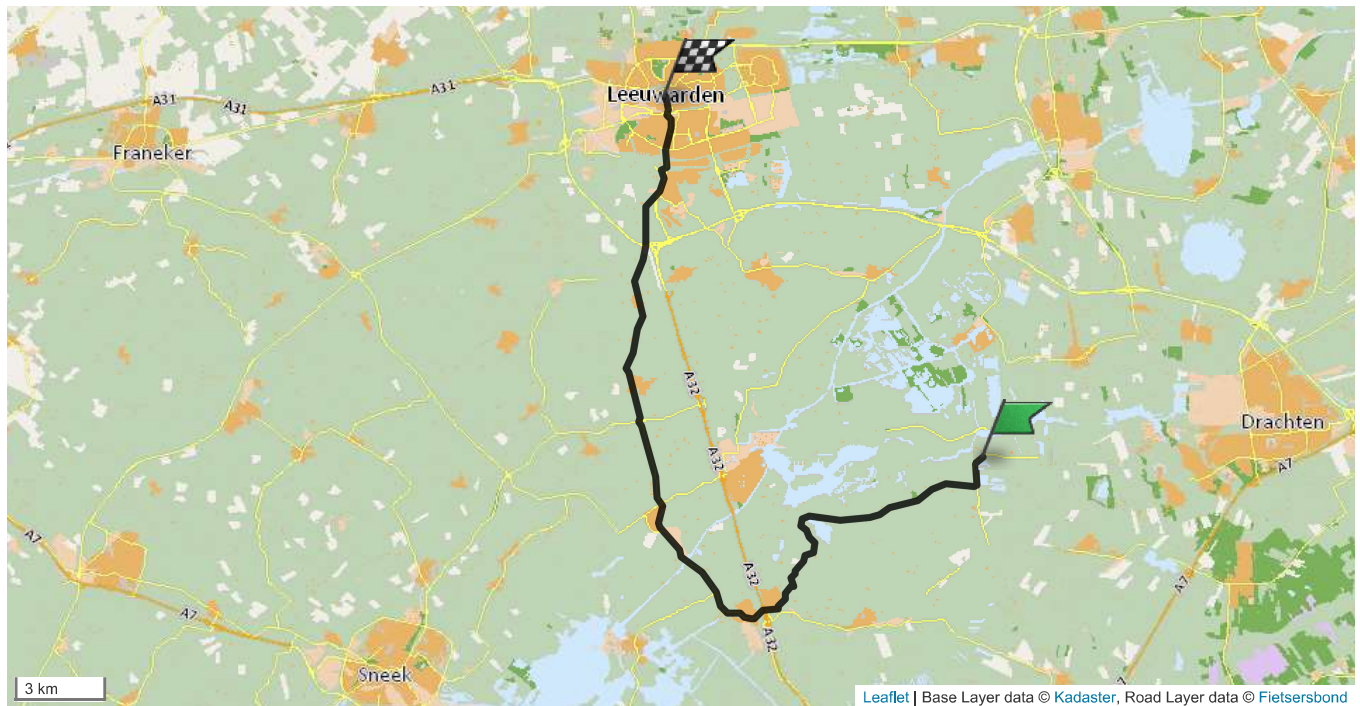 A31
A31
A31
Leeuwarden
Franeker
A32
Drachten
A32
A7
A7
A7
A7
A32
A32
Sneek
7
3 km
Leaflet | Base Layer data © Kadaster, Road Layer data © Fietsersbond